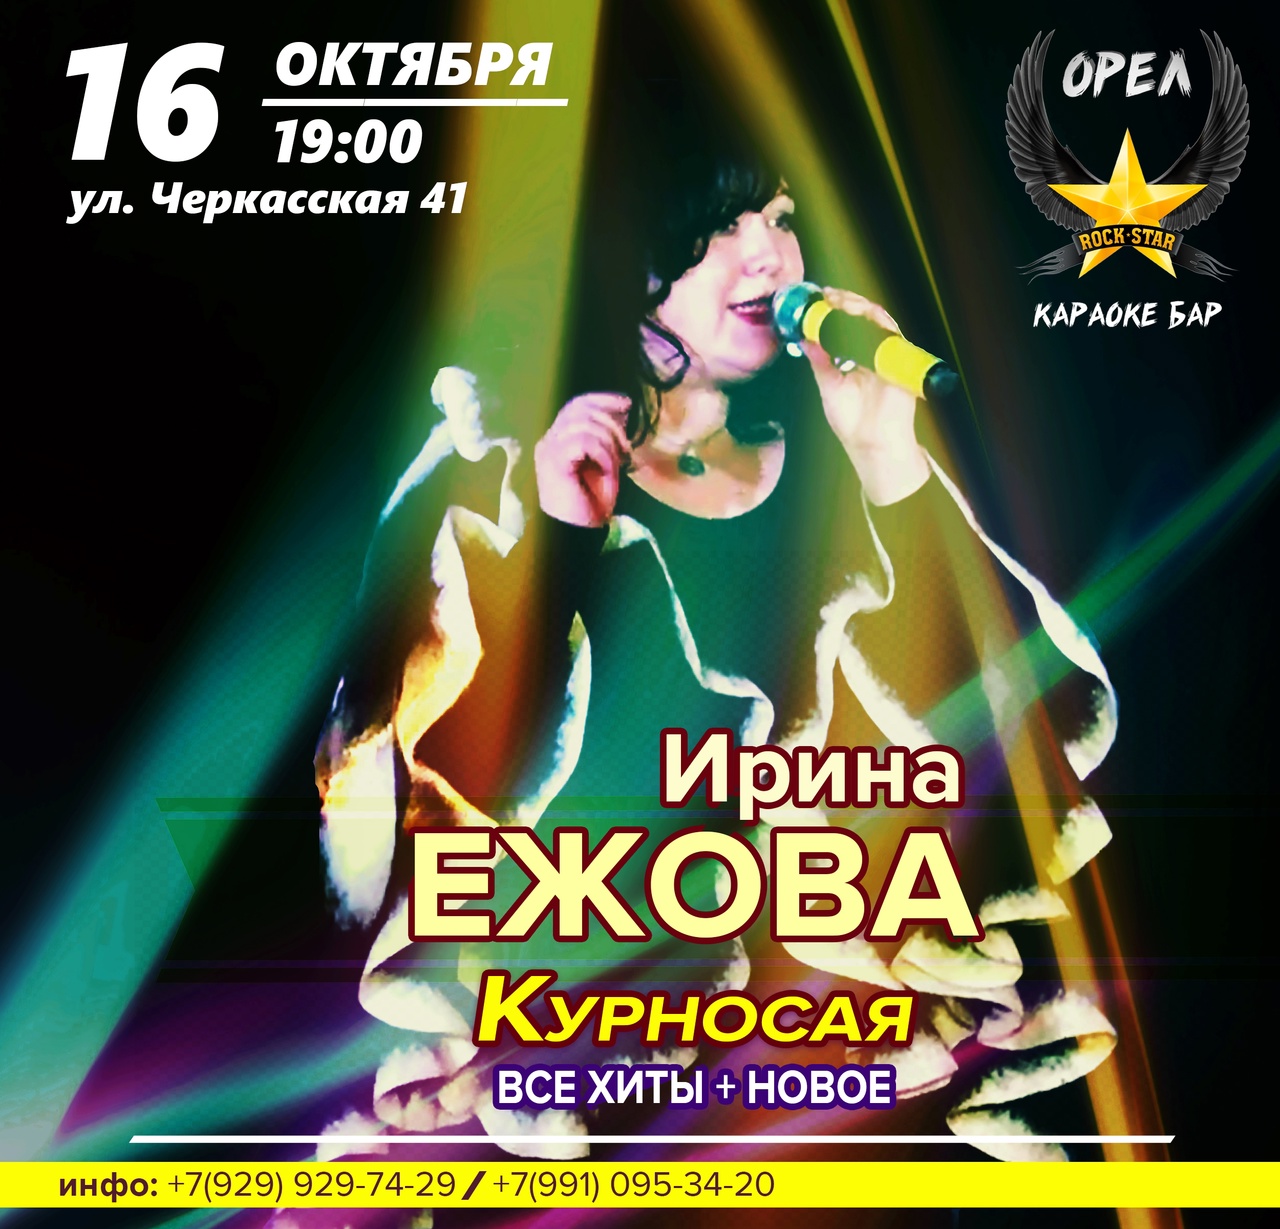 16 ОКТЯБРЯ
19:00
ул. Черкасская 41
ОРЕЛ
ROCK·STAR
КАРАОКЕ БАР
Ирина
ЕЖОВА
КУРНОСАЯ
ВСЕ ХИТЫ + НОВОЕ
инфо: +7(929) 929-74-29 / +7(991) 095-34-20